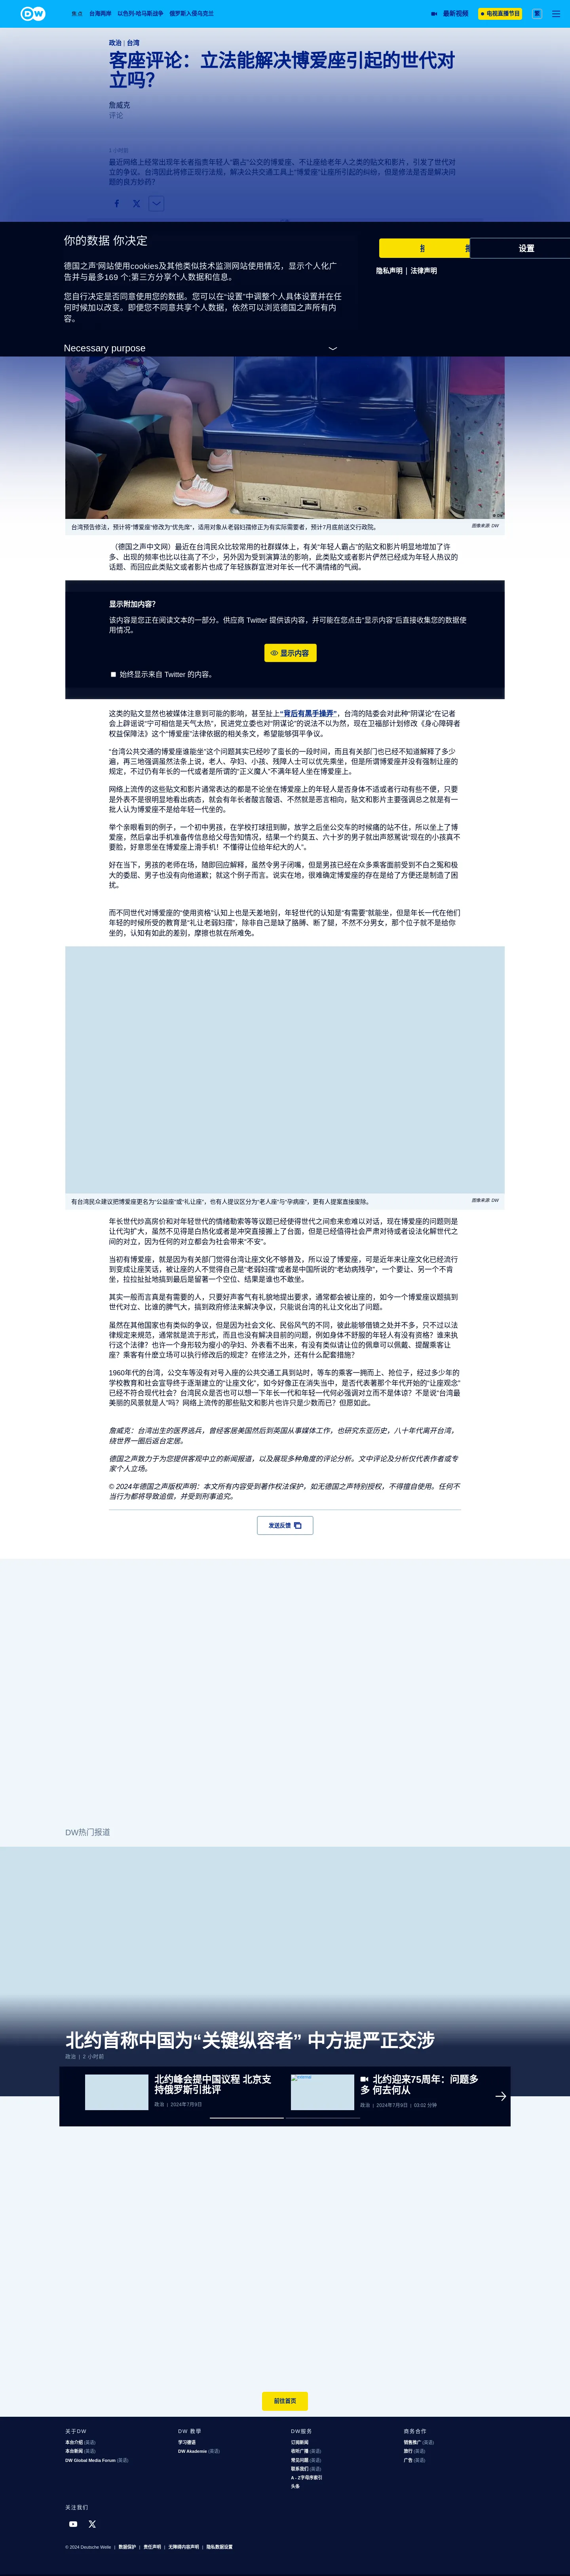 DW
焦点 台海两岸 以色列-哈马斯战争 俄罗斯入侵乌克兰 最新视频 电视直播节目 繁
政治 | 台湾
客座评论：立法能解决博爱座引起的世代对
立吗？
詹威克
评论
最近网络上经常出现年长者指责年轻人"霸占"公交的博爱座、不让座给老年人之类的贴文和影片，引发了世代对
立的争议。台湾因此将修正现行法规，解决公共交通工具上"博爱座"让座所引起的纠纷，但是修法是否是解决问
题的良方妙药？
你的数据 你决定
德国之声'网站使用cookies及其他类似技术监测网站使用情况，显示个人化广
告并与最多169 个;第三方分享个人数据和信息。
您自行决定是否同意使用您的数据。您可以在"设置"中调整个人具体设置并在任
何时候加以改变。即便您不同意共享个人数据，依然可以浏览德国之声所有内
容。
设置
隐私声明 | 法律声明
Necessary purpose
台湾预告修法，预计将"博爱座"修改为"优先席"，适用对象从老弱妇孺修正为有实际需要者，预计7月底前送交行政院。
图像来源: DW
（德国之声中文网）最近在台湾民众比较常用的社群媒体上，有关"年轻人霸占"的贴文和影片明显地增加了许
多、出现的频率也比以往高了不少，另外因为受到演算法的影响，此类贴文或者影片俨然已经成为年轻人热议的
话题、而回应此类贴文或者影片也成了年轻族群宣泄对年长一代不满情绪的气阀。
显示附加内容？
该内容是您正在阅读文本的一部分。供应商 Twitter 提供该内容，并可能在您点击"显示内容"后直接收集您的数据使
用情况。
显示内容
始终显示来自 Twitter 的内容。
这类的贴文显然也被媒体注意到可能的影响，甚至扯上"背后有黑手操弄"，台湾的陆委会对此种"阴谋论"在记者
会上辟谣说"宁可相信是天气太热"，民进党立委也对"阴谋论"的说法不以为然，现在卫福部计划修改《身心障碍者
权益保障法》这个"博爱座"法律依据的相关条文，希望能够弭平争议。
"台湾公共交通的博爱座谁能坐"这个问题其实已经吵了蛮长的一段时间，而且有关部门也已经不知道解释了多少
遍，再三地强调虽然法条上说，老人、孕妇、小孩、残障人士可以优先乘坐，但是所谓博爱座并没有强制让座的
规定，不过仍有年长的一代或者是所谓的"正义魔人"不满年轻人坐在博爱座上。
网络上流传的这些贴文和影片通常表达的都是不论坐在博爱座上的年轻人是否身体不适或者行动有些不便，只要
是外表不是很明显地看出病态，就会有年长者酸言酸语、不然就是恶言相向，贴文和影片主要强调总之就是有一
批人认为博爱座不是给年轻一代坐的。
举个亲眼看到的例子，一个初中男孩，在学校打球扭到脚，放学之后坐公交车的时候痛的站不住，所以坐上了博
爱座，然后拿出手机准备传信息给父母告知情况，结果一个约莫五、六十岁的男子就出声怒骂说"现在的小孩真不
要脸，好意思坐在博爱座上滑手机！不懂得让位给年纪大的人"。
好在当下，男孩的老师在场，随即回应解释，虽然令男子闭嘴，但是男孩已经在众多乘客面前受到不白之冤和极
大的委屈、男子也没有向他道歉；就这个例子而言，说实在地，很难确定博爱座的存在是给了方便还是制造了困
扰。
而不同世代对博爱座的"使用资格"认知上也是天差地别，年轻世代的认知是"有需要"就能坐，但是年长一代在他们
年轻的时候所受的教育是"礼让老弱妇孺"，除非自己是缺了胳膊、断了腿，不然不分男女，那个位子就不是给你
坐的，认知有如此的差别，摩擦也就在所难免。
有台湾民众建议把博爱座更名为"公益座"或"礼让座"，也有人提议区分为"老人座"与"孕病座"，更有人提案直接废除。
图像来源: DW
年长世代炒高房价和对年轻世代的情绪勒索等等议题已经使得世代之间愈来愈难以对话，现在博爱座的问题则是
让代沟扩大，虽然不见得是白热化或者是冲突直接搬上了台面，但是已经值得社会严肃对待或者设法化解世代之
间的对立，因为任何的对立都会为社会带来"不安"。
当初有博爱座，就是因为有关部门觉得台湾让座文化不够普及，所以设了博爱座，可是近年来让座文化已经流行
到变成让座笑话，被让座的人不觉得自己是"老弱妇孺"或者是中国所说的"老幼病残孕"，一个要让、另一个不肯
坐，拉拉扯扯地搞到最后是留著一个空位、结果是谁也不敢坐。
其实一般而言真是有需要的人，只要好声客气有礼貌地提出要求，通常都会被让座的，如今一个博爱座议题搞到
世代对立、比谁的脾气大，搞到政府修法来解决争议，只能说台湾的礼让文化出了问题。
虽然在其他国家也有类似的争议，但是因为社会文化、民俗风气的不同，彼此能够借镜之处并不多，只不过以法
律规定来规范，通常就是流于形式，而且也没有解决目前的问题，例如身体不舒服的年轻人有没有资格？谁来执
行这个法律？也许一个身形较为瘦小的孕妇、外表看不出来，有没有类似请让位的佩章可以佩戴、提醒乘客让
座？乘客有什麽立场可以执行修改后的规定？在修法之外，还有什么配套措施？
1960年代的台湾，公交车等没有对号入座的公共交通工具到站时，等车的乘客一拥而上、抢位子，经过多少年的
学校教育和社会宣导终于逐渐建立的"让座文化"，如今好像正在消失当中，是否代表著那个年代开始的"让座观念"
已经不符合现代社会？台湾民众是否也可以想一下年长一代和年轻一代何必强调对立而不是体谅？不是说"台湾最
美丽的风景就是人"吗？网络上流传的那些贴文和影片也许只是少数而已？但愿如此。
詹威克：台湾出生的医界逃兵，曾经客居美国然后到英国从事媒体工作，也研究东亚历史，八十年代离开台湾，
绕世界一圈后返台定居。
德国之声致力于为您提供客观中立的新闻报道，以及展现多种角度的评论分析。文中评论及分析仅代表作者或专
家个人立场。
© 2024年德国之声版权声明：本文所有内容受到著作权法保护，如无德国之声特别授权，不得擅自使用。任何不
当行为都将导致追偿，并受到刑事追究。
发送反馈
DW热门报道
北约首称中国为"关键纵容者" 中方提严正交涉
政治 | 2 小时前
北约峰会提中国议程 北京支
持俄罗斯引批评
政治 | 2024年7月9日
北约迎来75周年：问题多
多 何去何从
政治 | 2024年7月9日 | 03:02 分钟
前往首页
关于DW
本台介绍 (英语)
本台新闻 (英语)
DW Global Media Forum (英语)
DW 教学
学习德语
DW Akademie (英语)
DW服务
订阅新闻
收听广播 (英语)
常见问题 (英语)
联系我们 (英语)
A - Z字母序索引
头条
商务合作
销售推广 (英语)
旅行 (英语)
广告 (英语)
关注我们
© 2024 Deutsche Welle | 数据保护 | 责任声明 | 无障碍内容声明 | 隐私数据设置